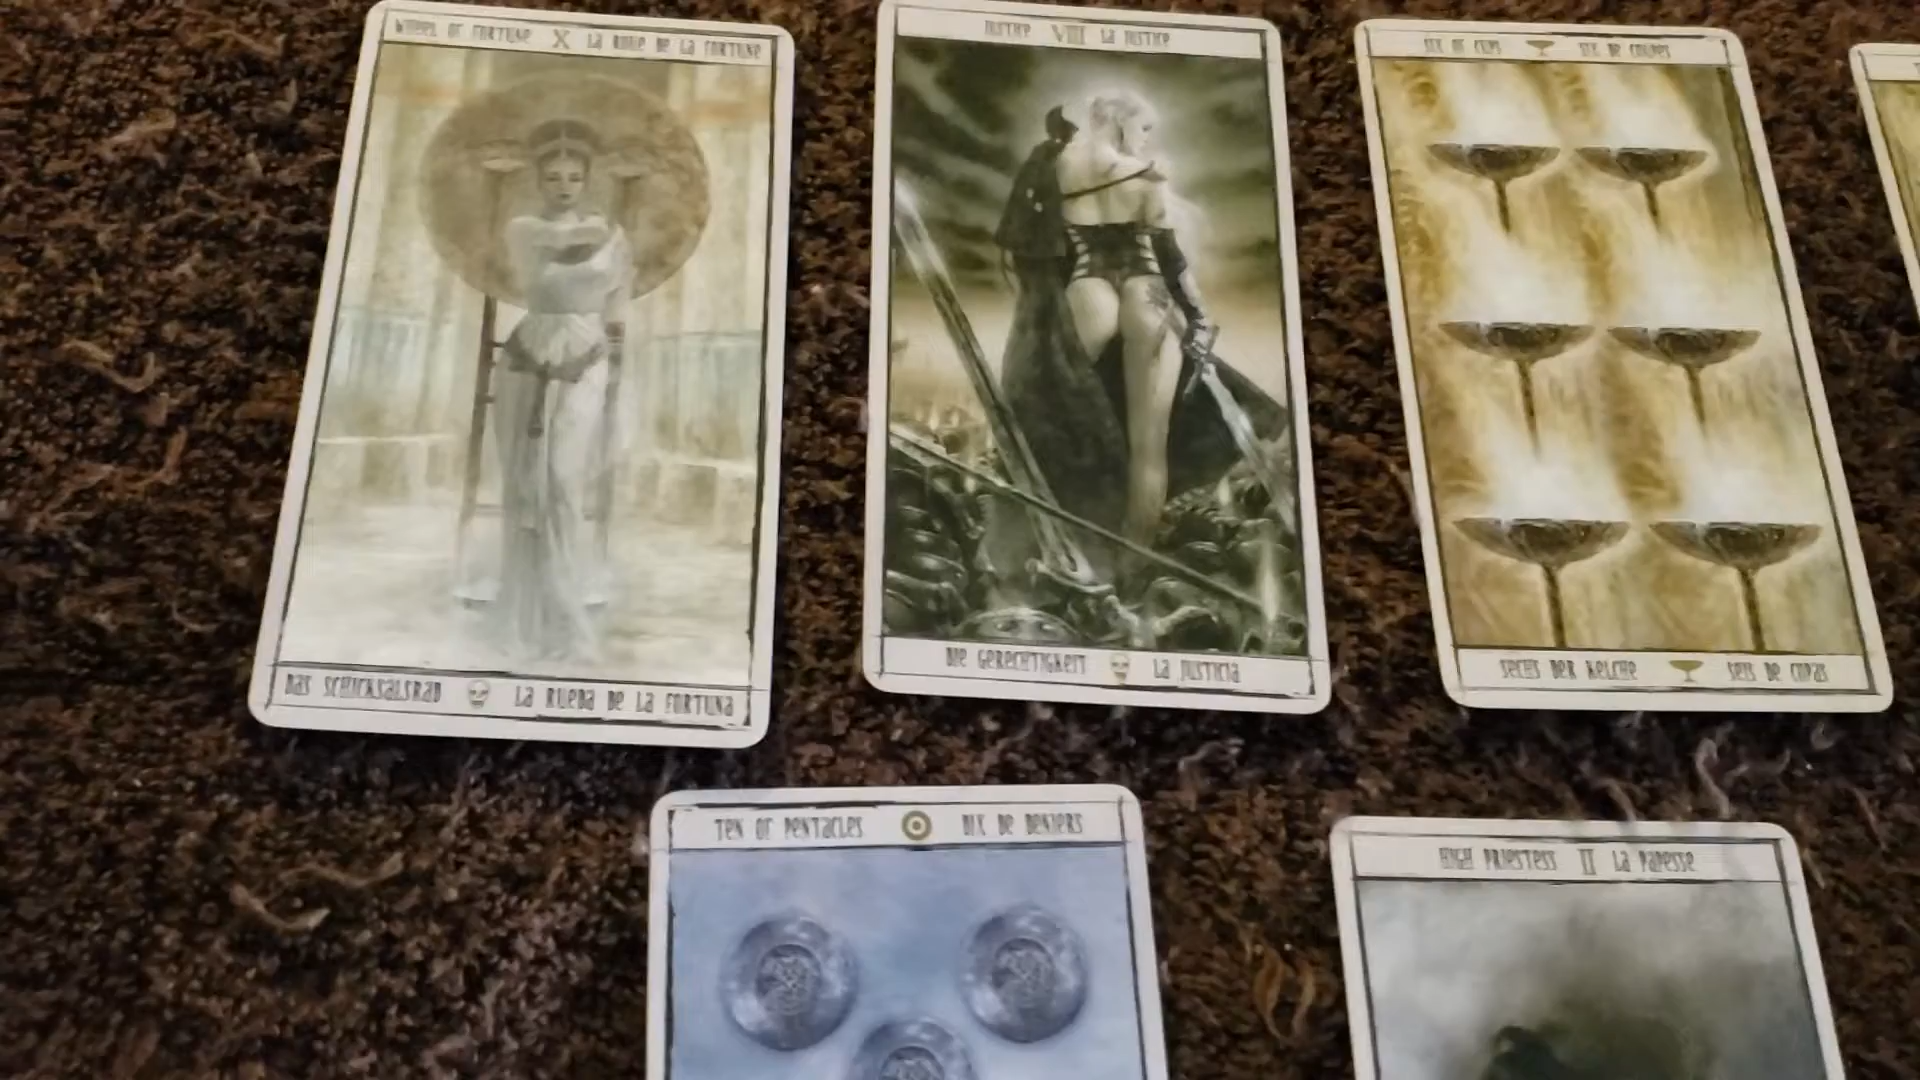 WHEEL OF FORTUNE X LA ROUE DE LA FORTUNE
DAS SCHICKSALSRAD LA RUEDA DE LA FORTUNA
JUSTICE VIII LA JUSTICE
DIE GERECHTIGKEIT LA JUSTICIA
SIX OF CUPS SIX DE COUPES
SECHS DER KELCHE SEIS DE COPAS
TEN OF PENTACLES DIX DE DENIERS
HIGH PRIESTESS II LA PAPESSE